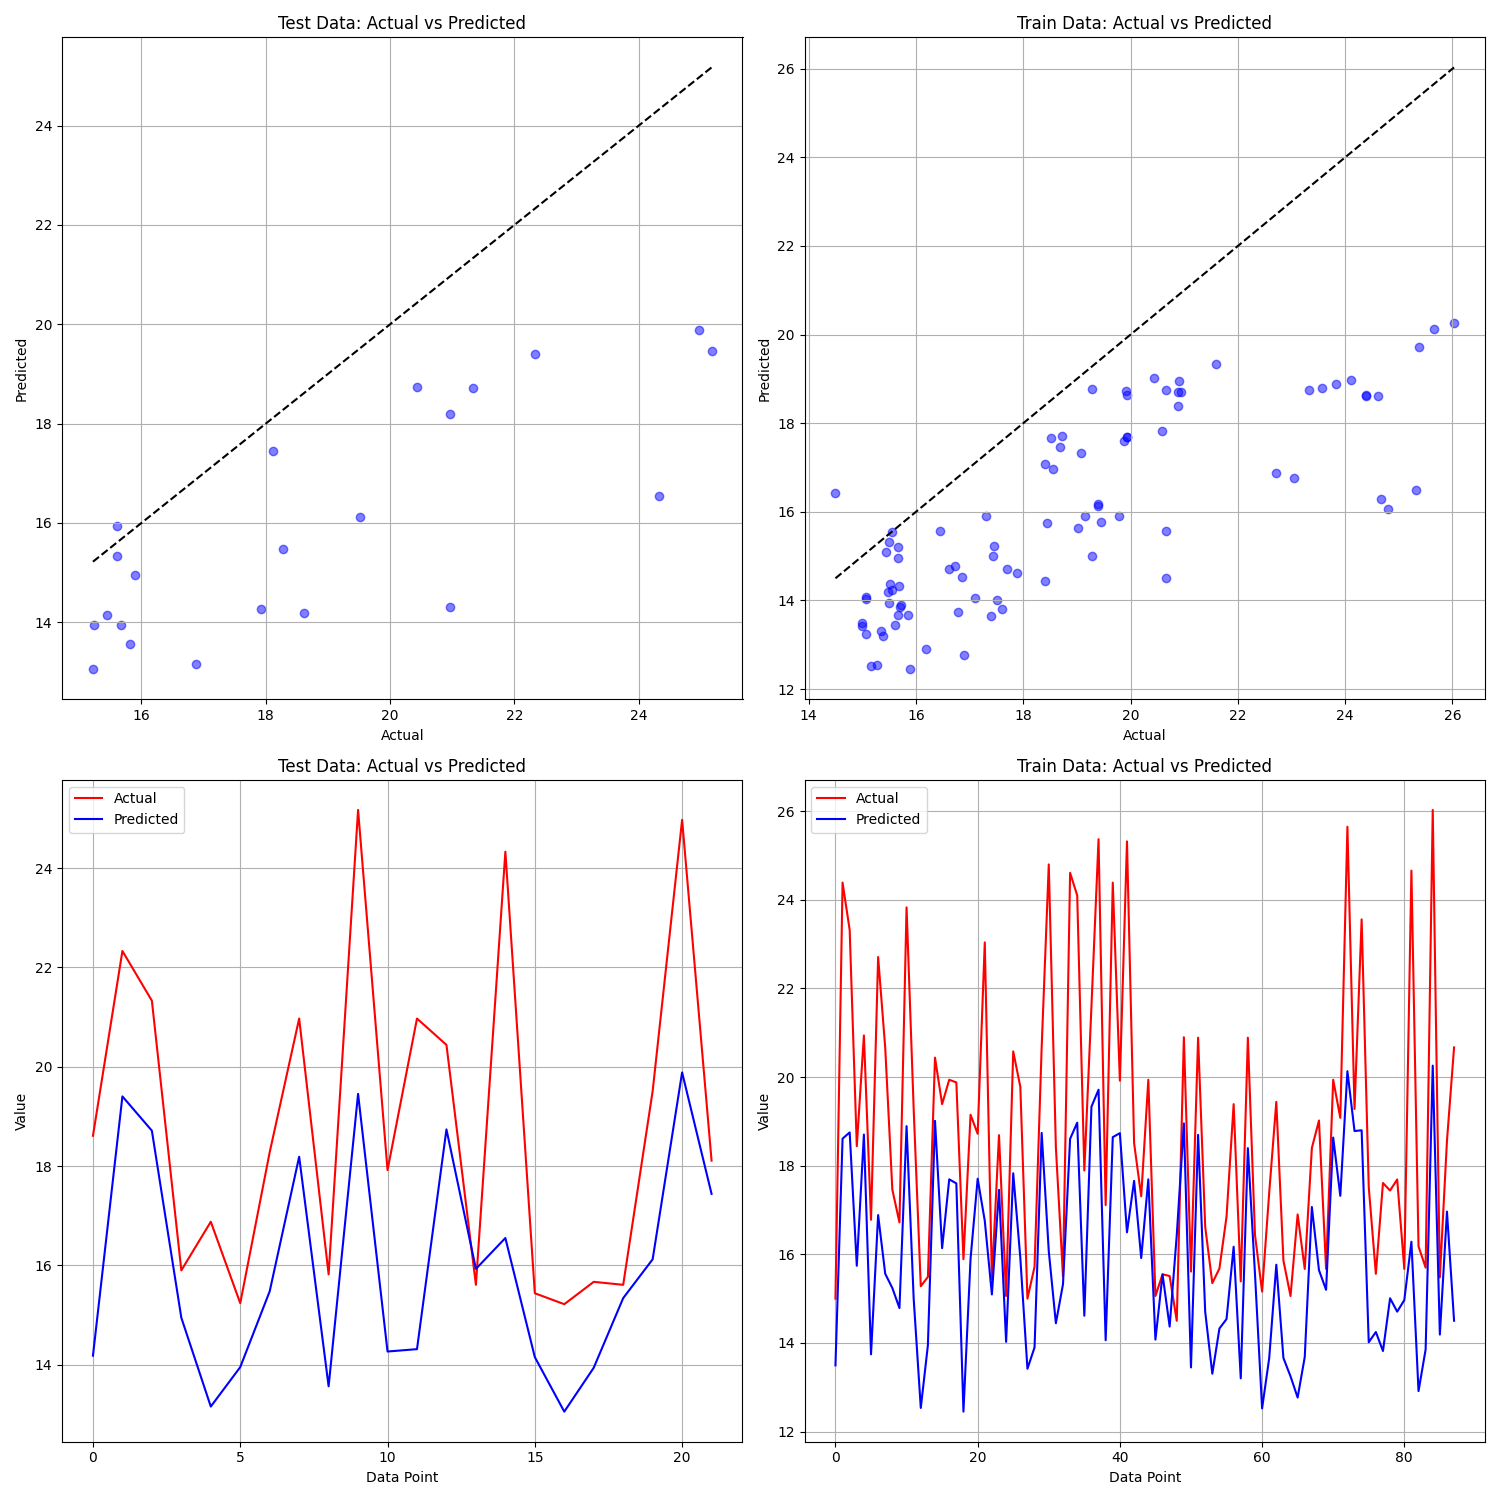 Test Data: Actual vs Predicted
24
22
20
18
16
14
Predicted
16 18 20 22 24
Actual
Train Data: Actual vs Predicted
26
24
22
20
18
16
14
12
Predicted
14 16 18 20 22 24 26
Actual
Test Data: Actual vs Predicted
Actual
Predicted
24
22
20
18
16
14
Value
0 5 10 15 20
Data Point
Train Data: Actual vs Predicted
Actual
Predicted
26
24
22
20
18
16
14
12
Value
0 20 40 60 80
Data Point